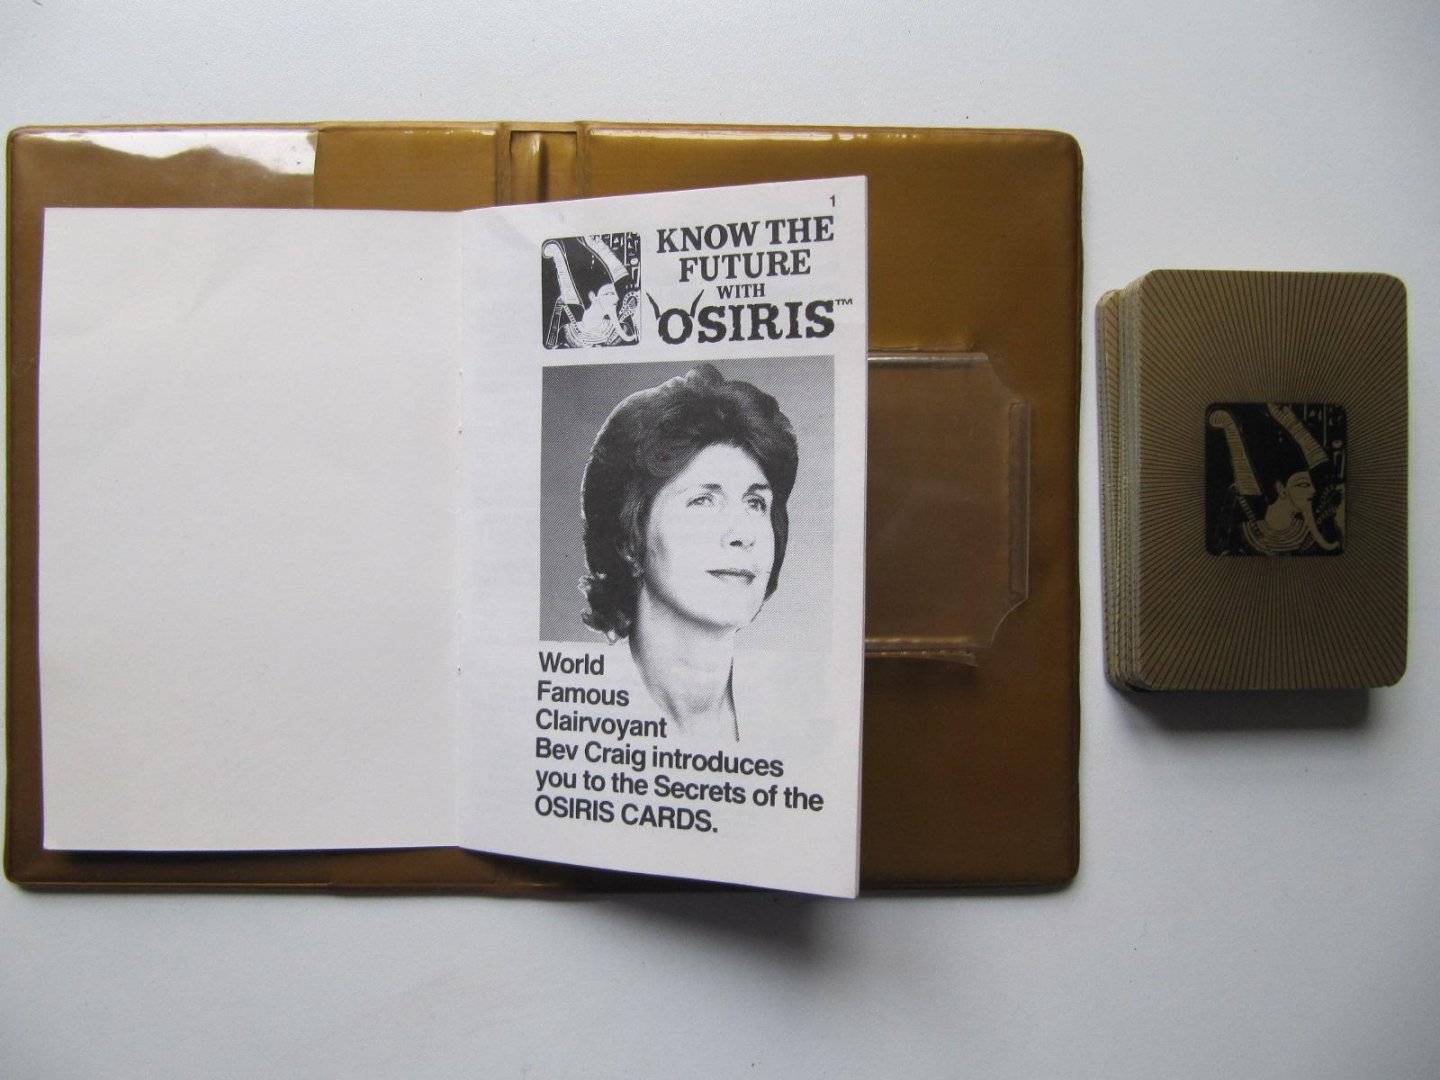 1
KNOW THE
FUTURE
WITH
OSIRIS™
World
Famous
Clairvoyant
Bev Craig introduces
you to the Secrets of the
OSIRIS CARDS.